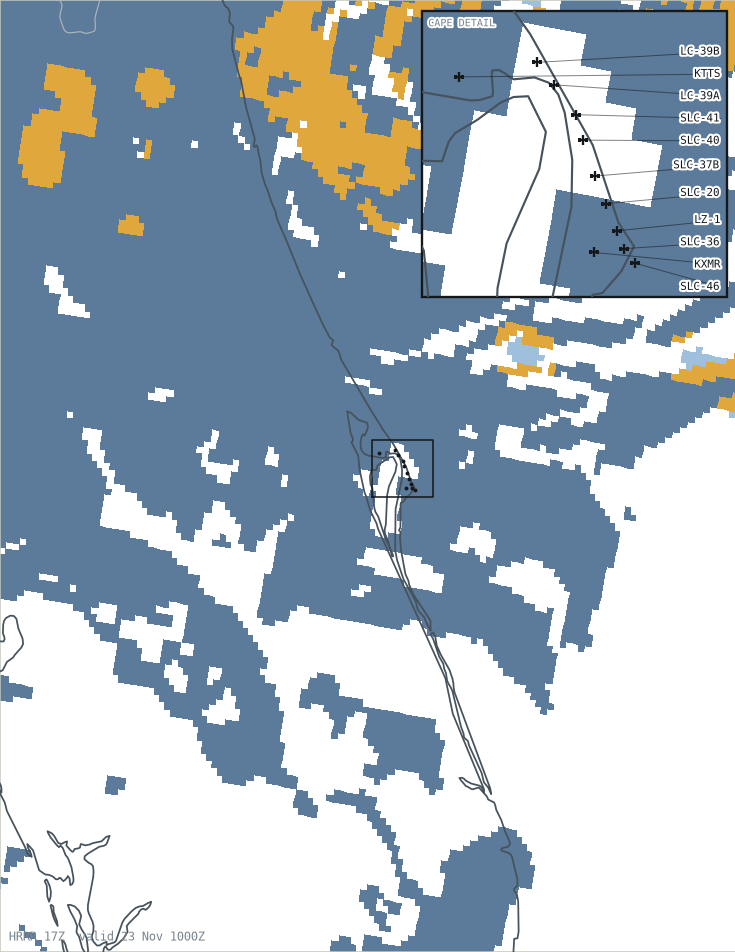 CAPE DETAIL
LC-39B
KTTS
LC-39A
SLC-41
SLC-40
SLC-37B
SLC-20
LZ-1
SLC-36
KXMR
SLC-46
HRRR 17Z valid 23 Nov 1000Z